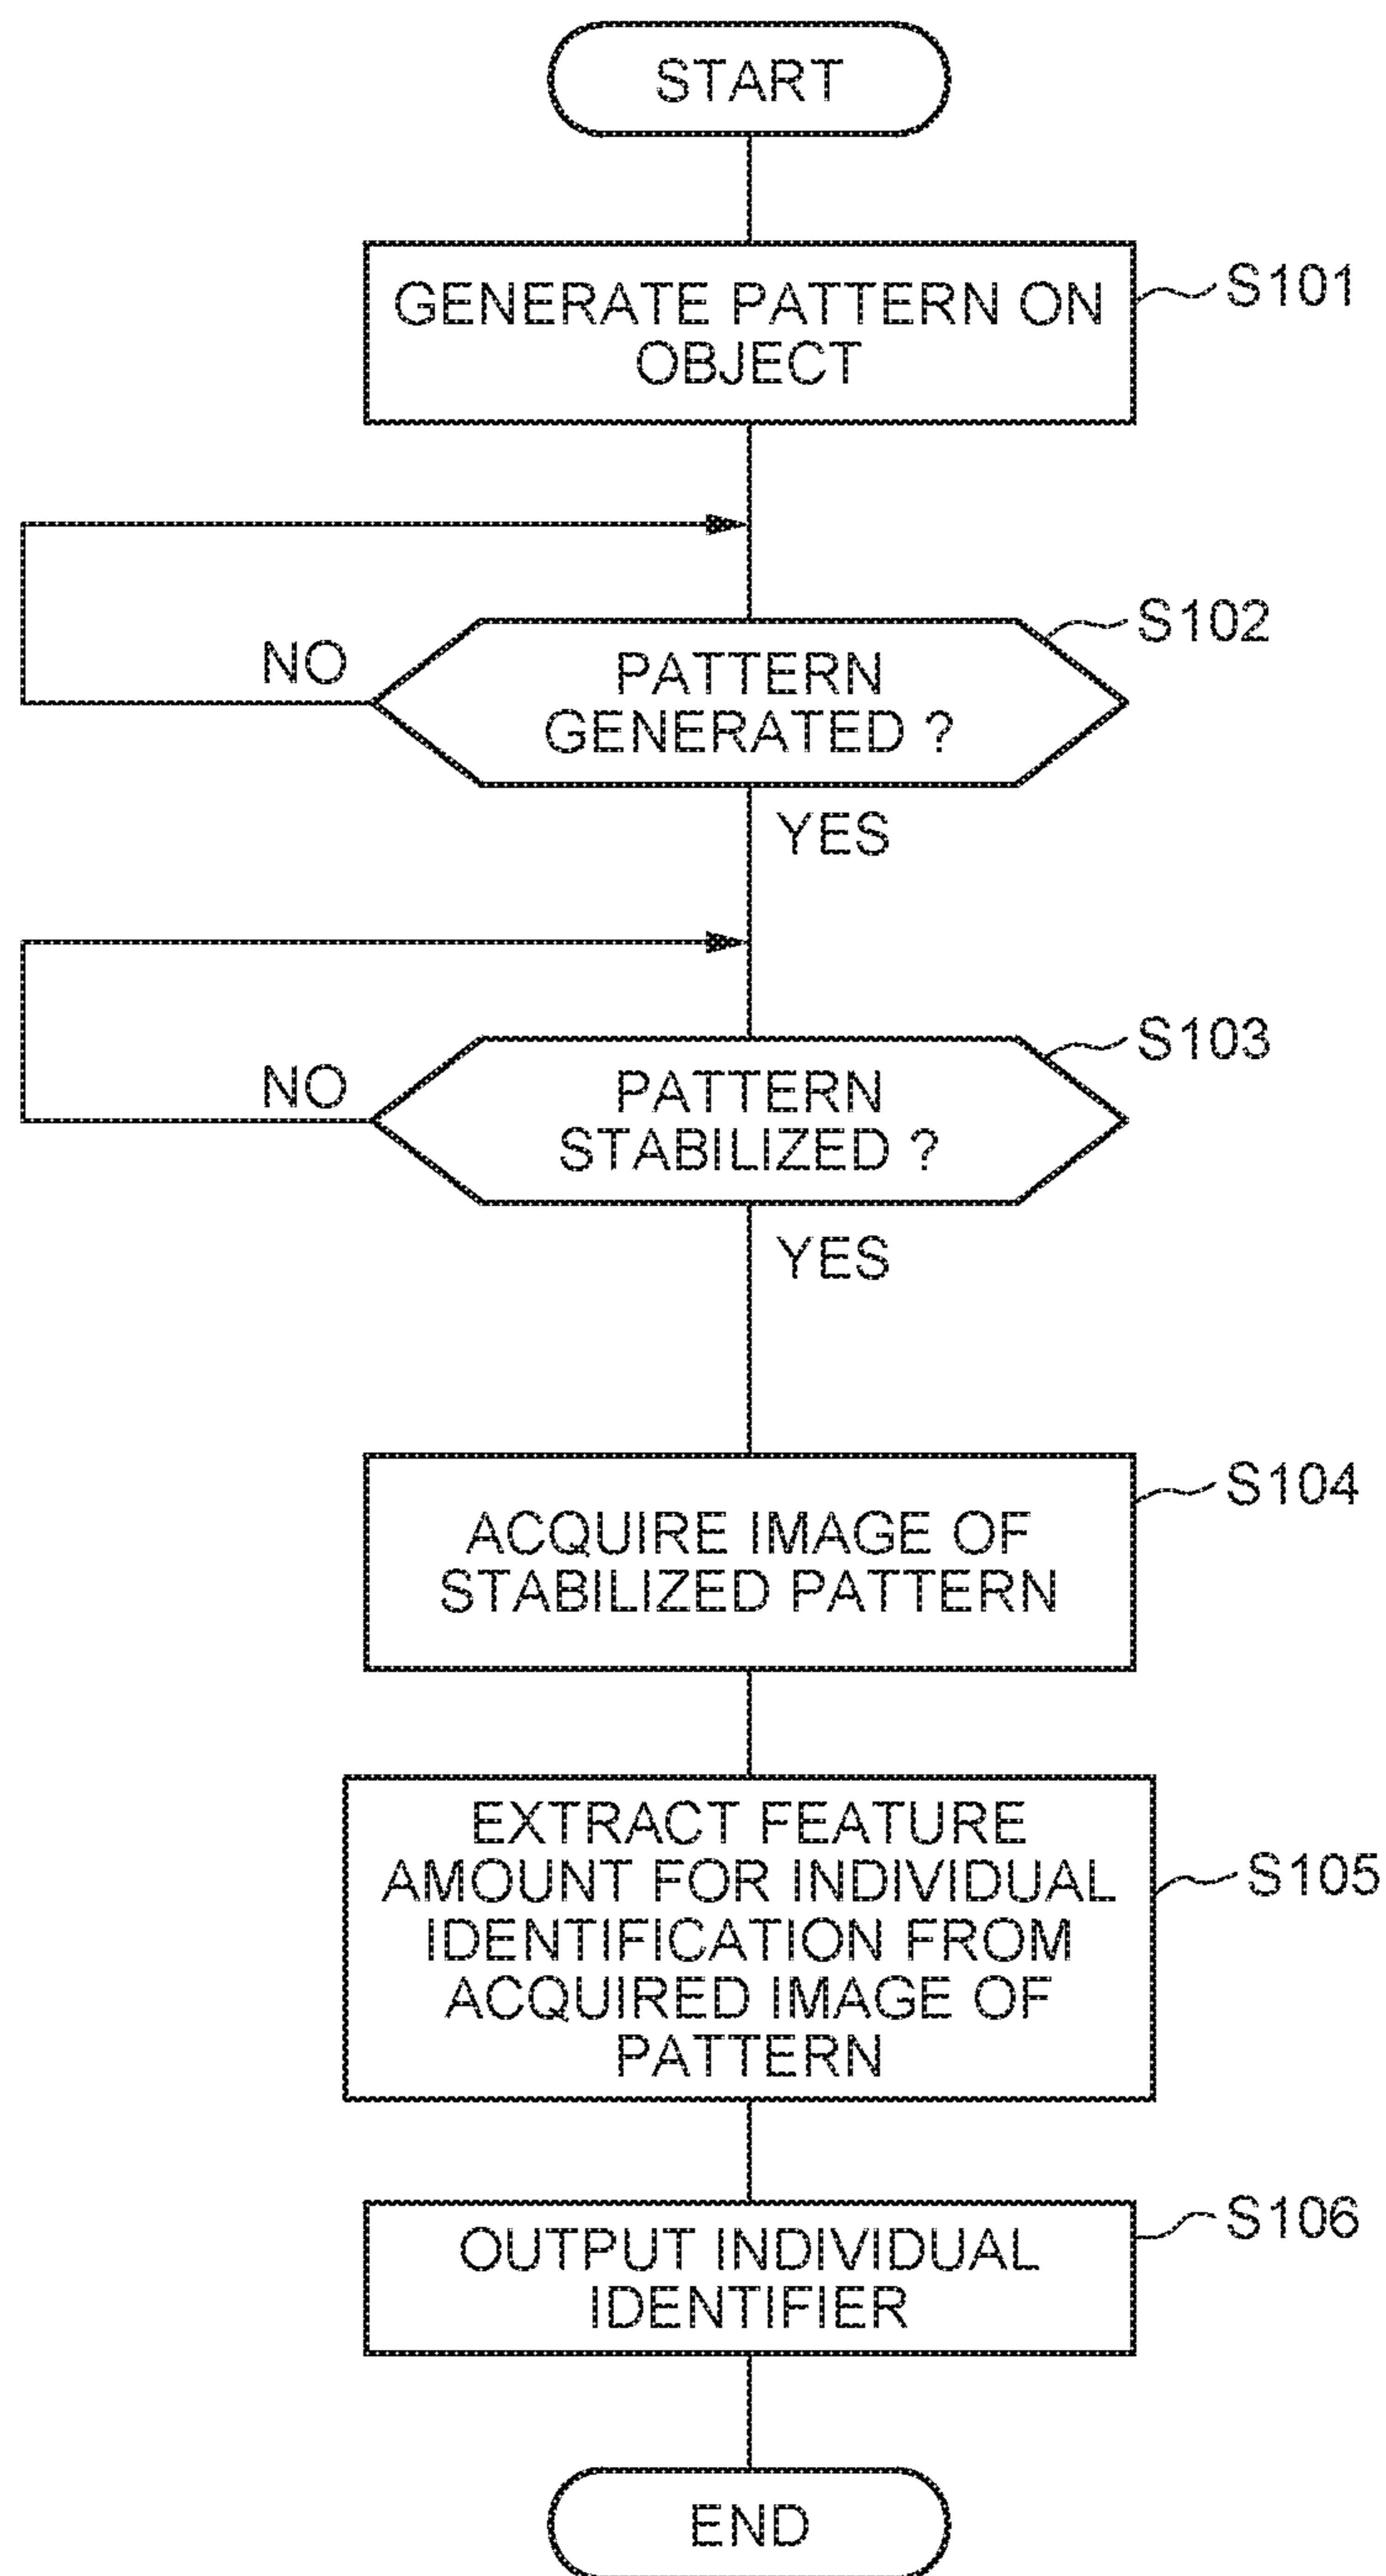 START
GENERATE PATTERN ON
OBJECT
S101
S102
NO
PATTERN
GENERATED ?
YES
S103
NO
PATTERN
STABILIZED ?
YES
S104
ACQUIRE IMAGE OF
STABILIZED PATTERN
EXTRACT FEATURE
AMOUNT FOR INDIVIDUAL
IDENTIFICATION FROM
ACQUIRED IMAGE OF
PATTERN
S105
S106
OUTPUT INDIVIDUAL
IDENTIFIER
END